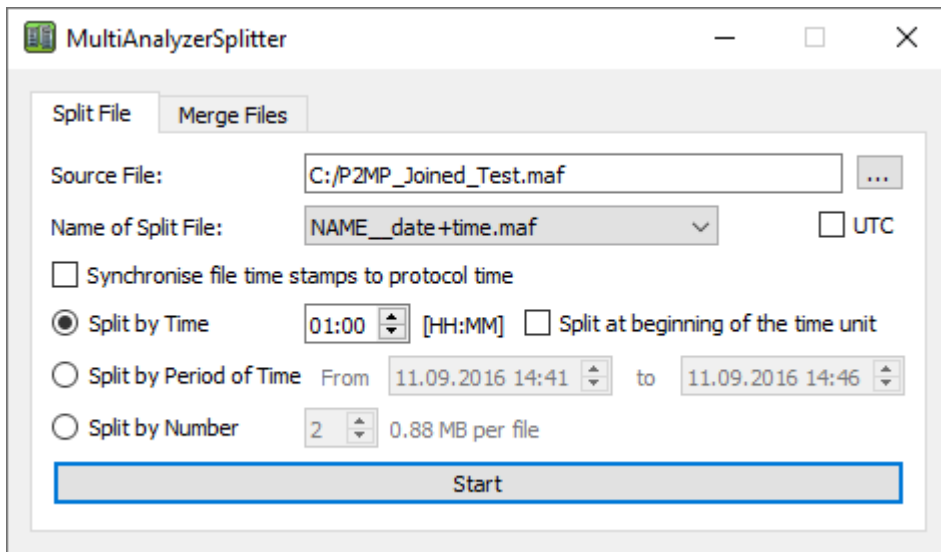 MultiAnalyzerSplitter
Split File Merge Files
Source File: C:/P2MP_Joined_Test.maf ...
Name of Split File: NAME__date+time.maf UTC
Synchronise file time stamps to protocol time
Split by Time 01:00 [HH:MM] Split at beginning of the time unit
Split by Period of Time From 11.09.2016 14:41 to 11.09.2016 14:46
Split by Number 2 0.88 MB per file
Start